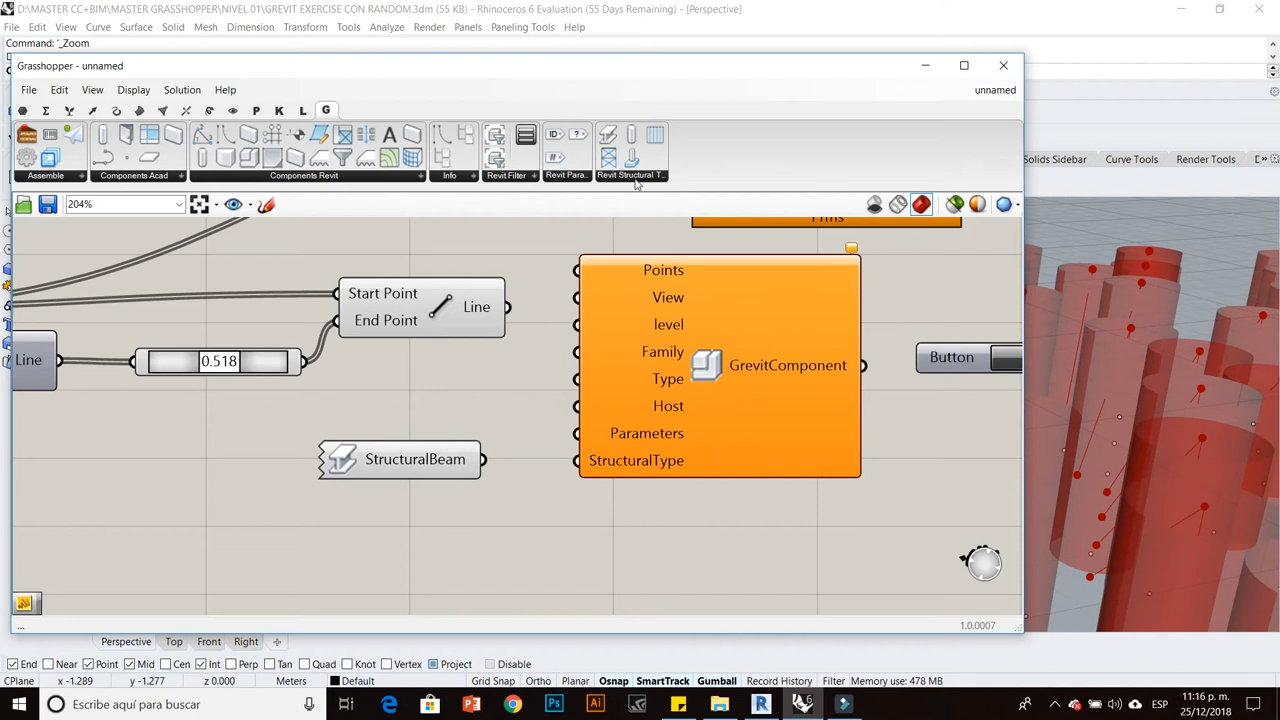 D:\MASTER CC+BIM\MASTER GRASSHOPPER\NIVEL 01\GREVIT EXERCISE CON RANDOM.3dm (55 KB) - Rhinoceros 6 Evaluation (55 Days Remaining) - [Perspective]
File Edit View Curve Surface Solid Mesh Dimension Transform Tools Analyze Render Panels Paneling Tools Help
Command: '_Zoom
Grasshopper - unnamed
File Edit View Display Solution Help unnamed
P K L G
A ID ?
Assemble Components Acad Components Revit Info Revit Filter Revit Para... Revit Structural T...
olids Sidebar Curve Tools Render Tools
204%
Points
View
level
Family
Type
Host
Parameters
StructuralType
GrevitComponent
Start Point
End Point
Line
Line
0.518
StructuralBeam
Button
... 1.0.0007
Perspective Top Front Right
End Near Point Mid Cen Int Perp Tan Quad Knot Vertex Project Disable
CPlane x -1.289 y -1.277 z 0.000 Meters Default Grid Snap Ortho Planar Osnap SmartTrack Gumball Record History Filter Memory use: 478 MB
Escribe aquí para buscar
ESP
11:16 p. m.
25/12/2018